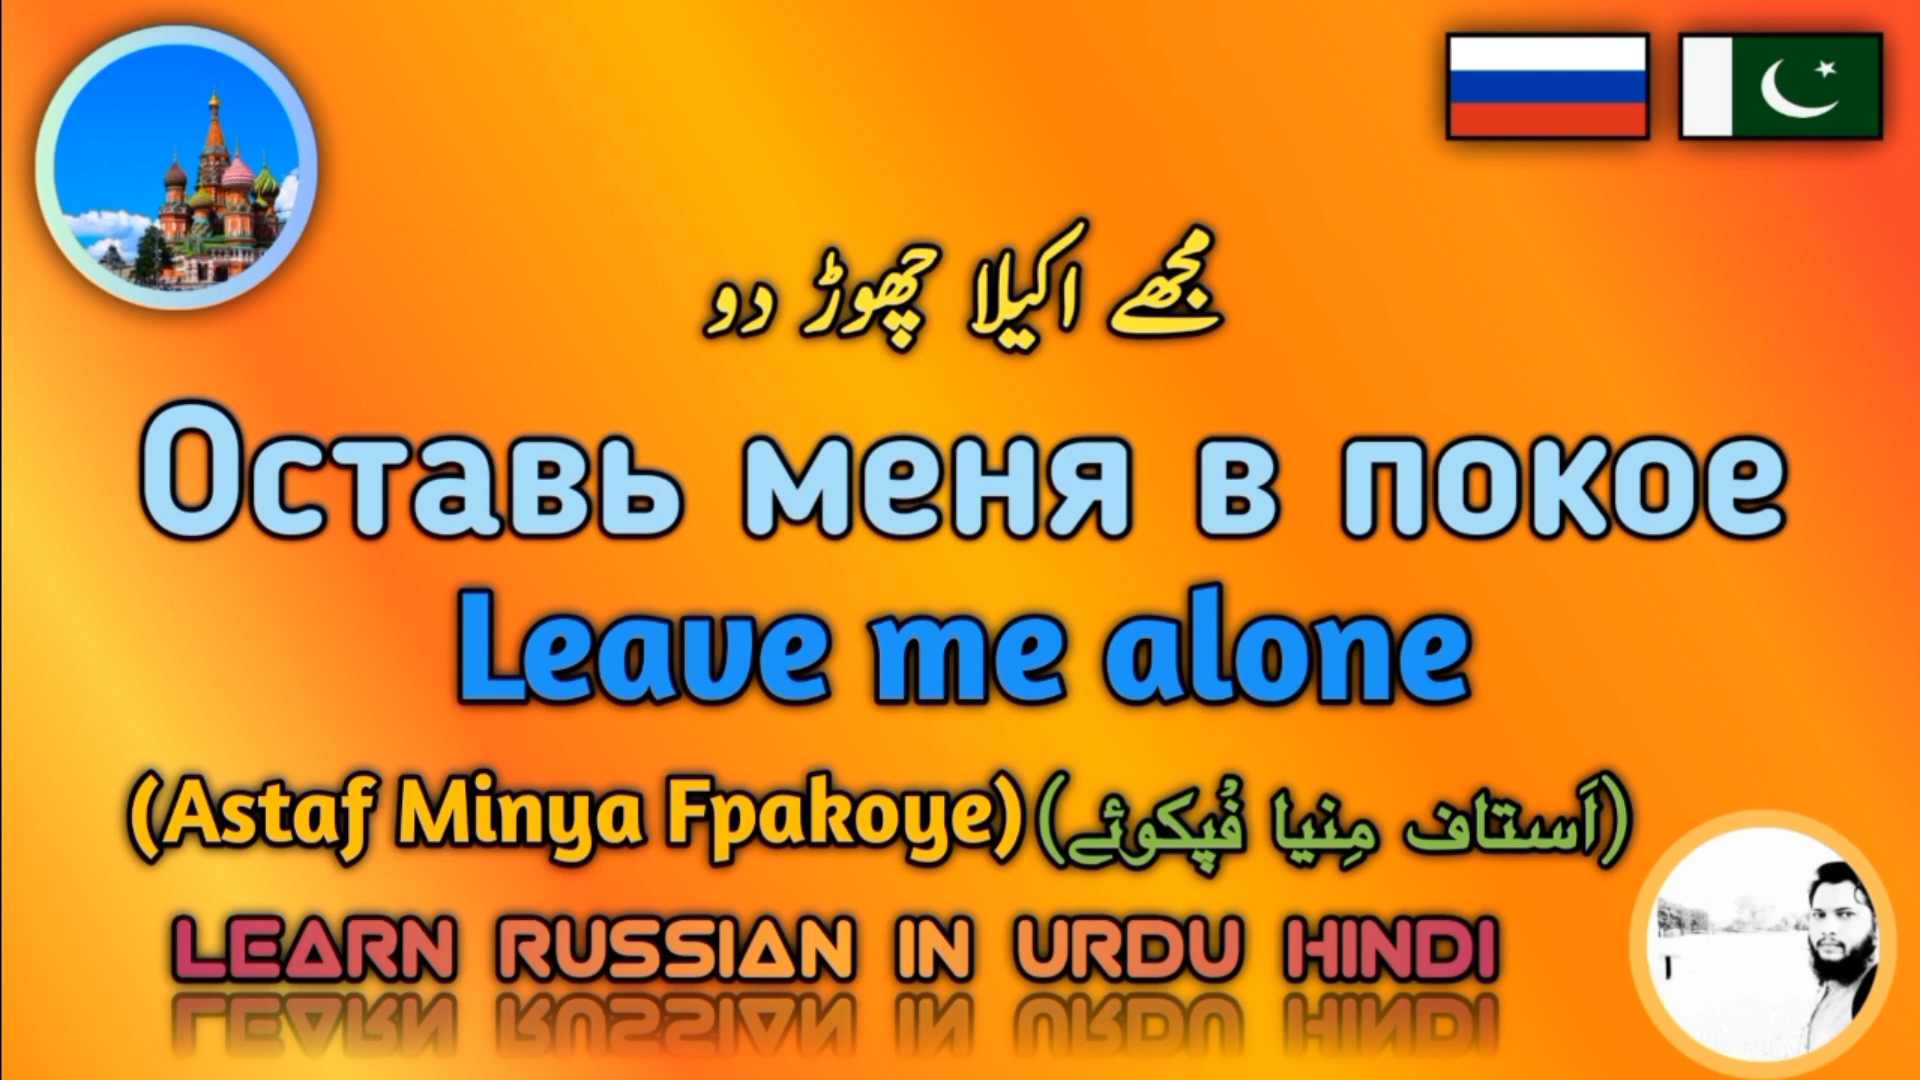 مجھے اکیلا چھوڑ دو
Оставь меня в покое
Leave me alone
(Astaf Minya Fpakoye) (اَستاف مِنیا فُپکوئے)
LEARN RUSSIAN IN URDU HINDI